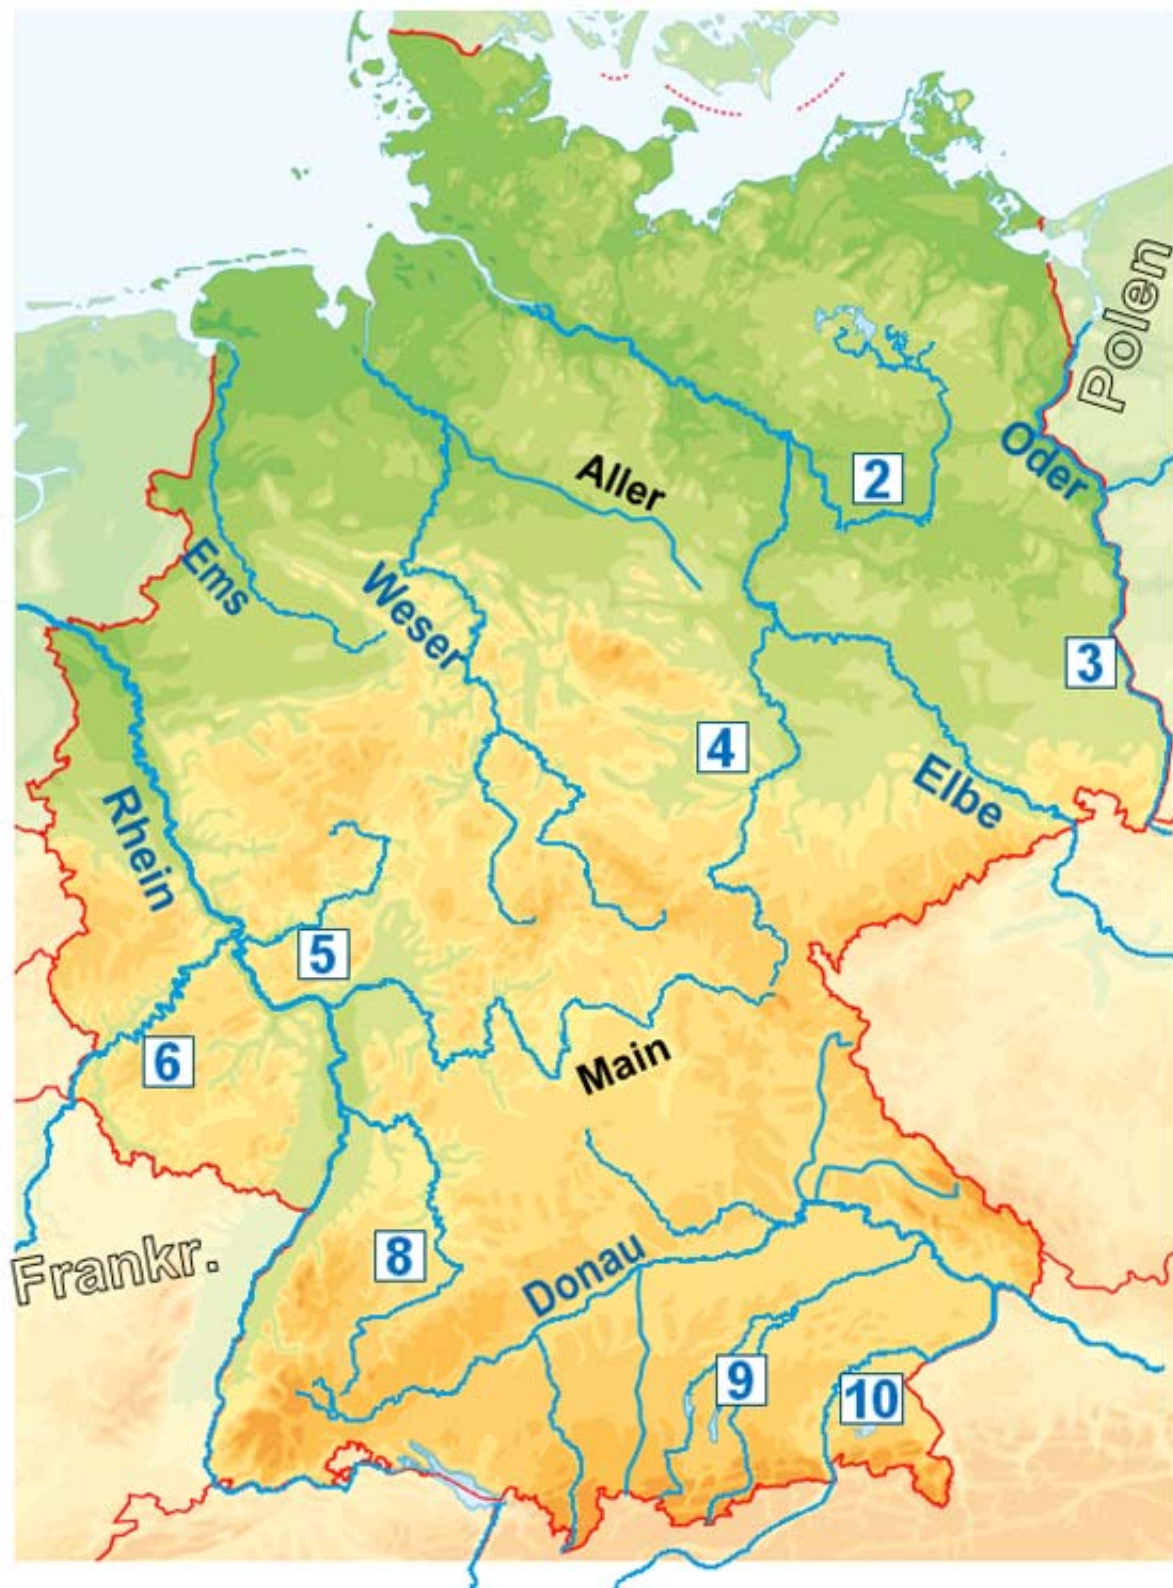 Polen
Oder
Aller
2
Ems
Weser
3
4
Elbe
Rhein
5
6
Main
Frankr.
8
Donau
9
10